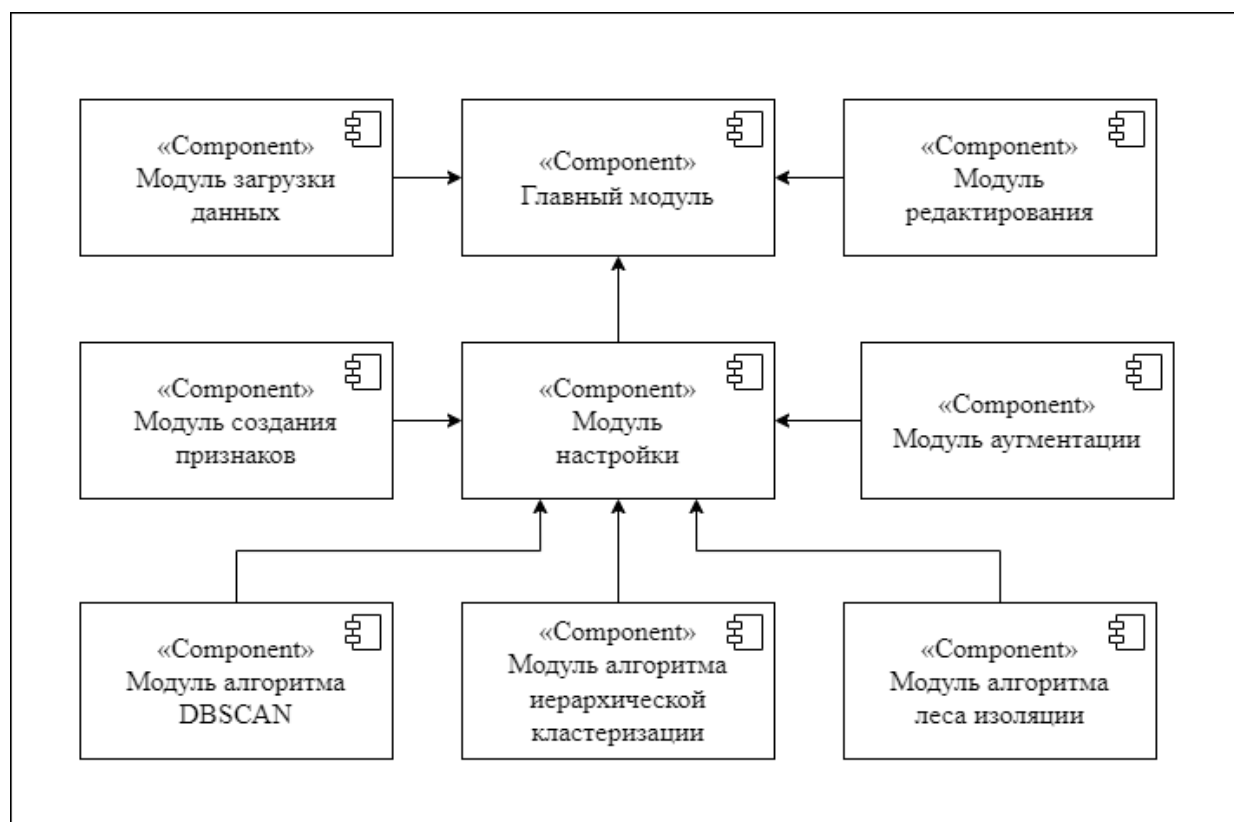 «Component»
Модуль загрузки
данных
«Component»
Главный модуль
«Component»
Модуль
редактирования
«Component»
Модуль создания
признаков
«Component»
Модуль
настройки
«Component»
Модуль аугментации
«Component»
Модуль алгоритма
DBSCAN
«Component»
Модуль алгоритма
иерархической
кластеризации
«Component»
Модуль алгоритма
леса изоляции